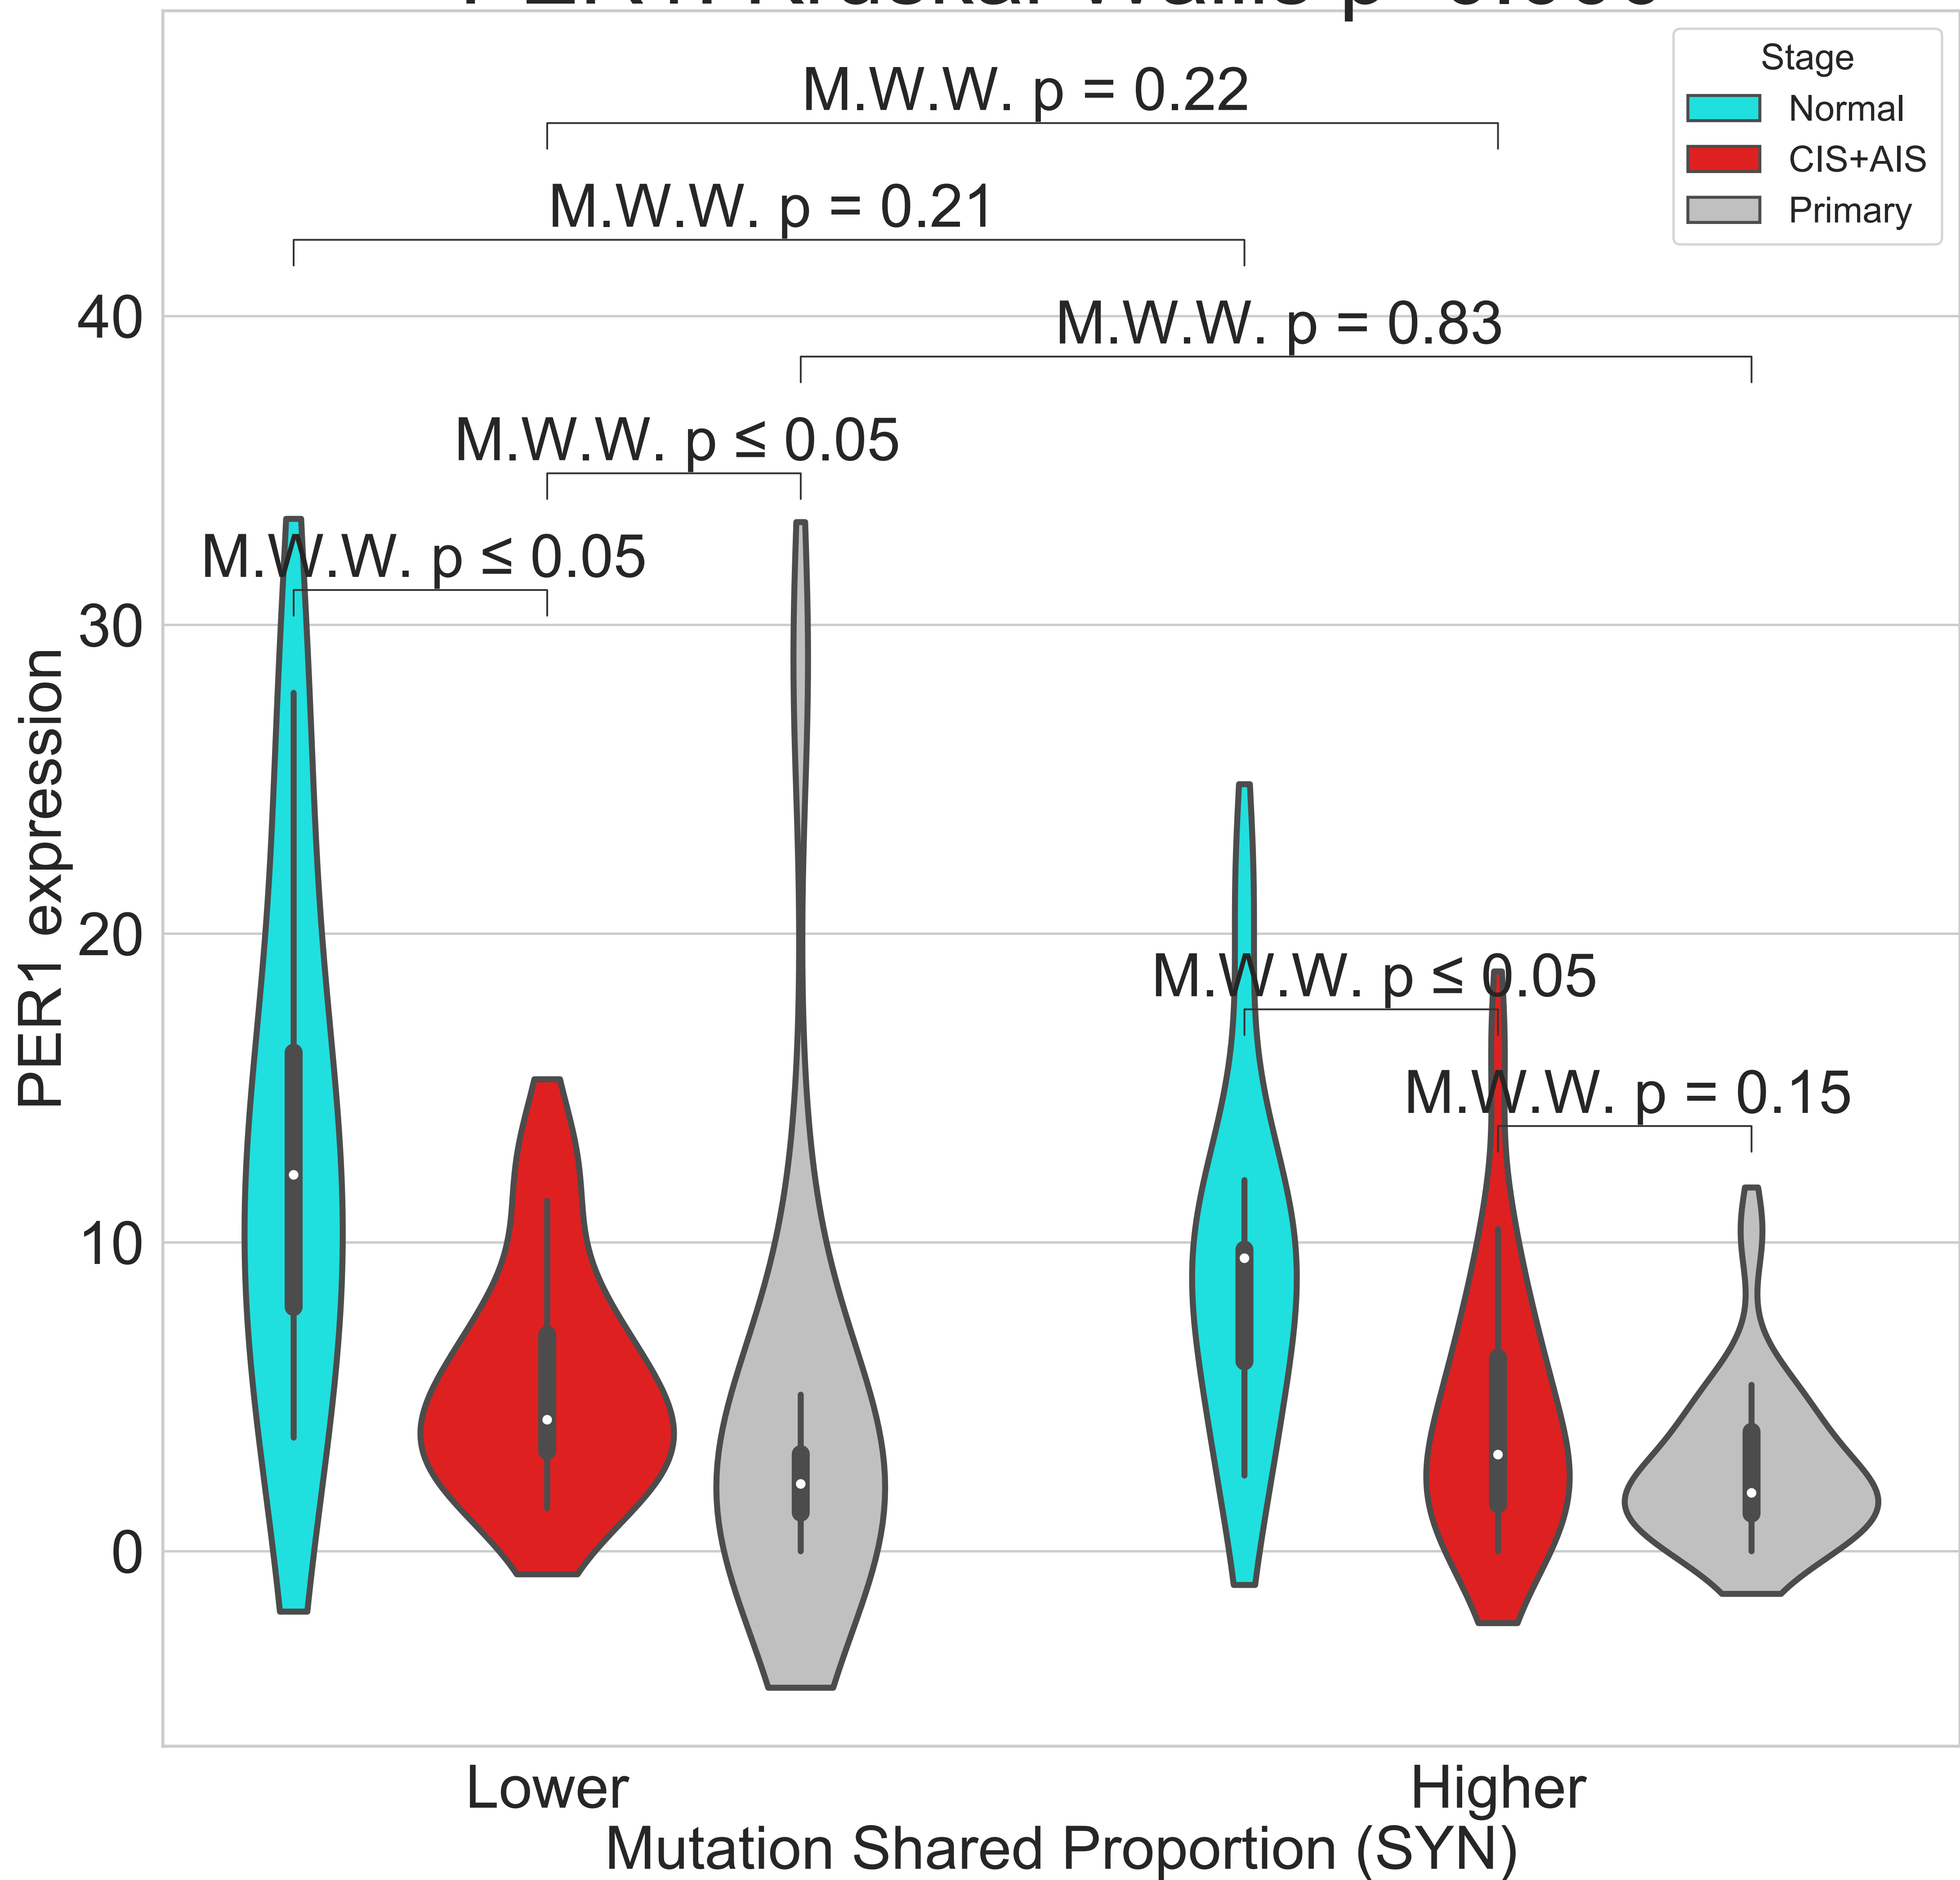 Stage
Normal
CIS+AIS
Primary
M.W.W. p = 0.22
M.W.W. p = 0.21
M.W.W. p = 0.83
M.W.W. p ≤ 0.05
M.W.W. p ≤ 0.05
M.W.W. p ≤ 0.05
M.W.W. p = 0.15
PER1 expression
40
30
20
10
0
Lower
Higher
Mutation Shared Proportion (SYN)